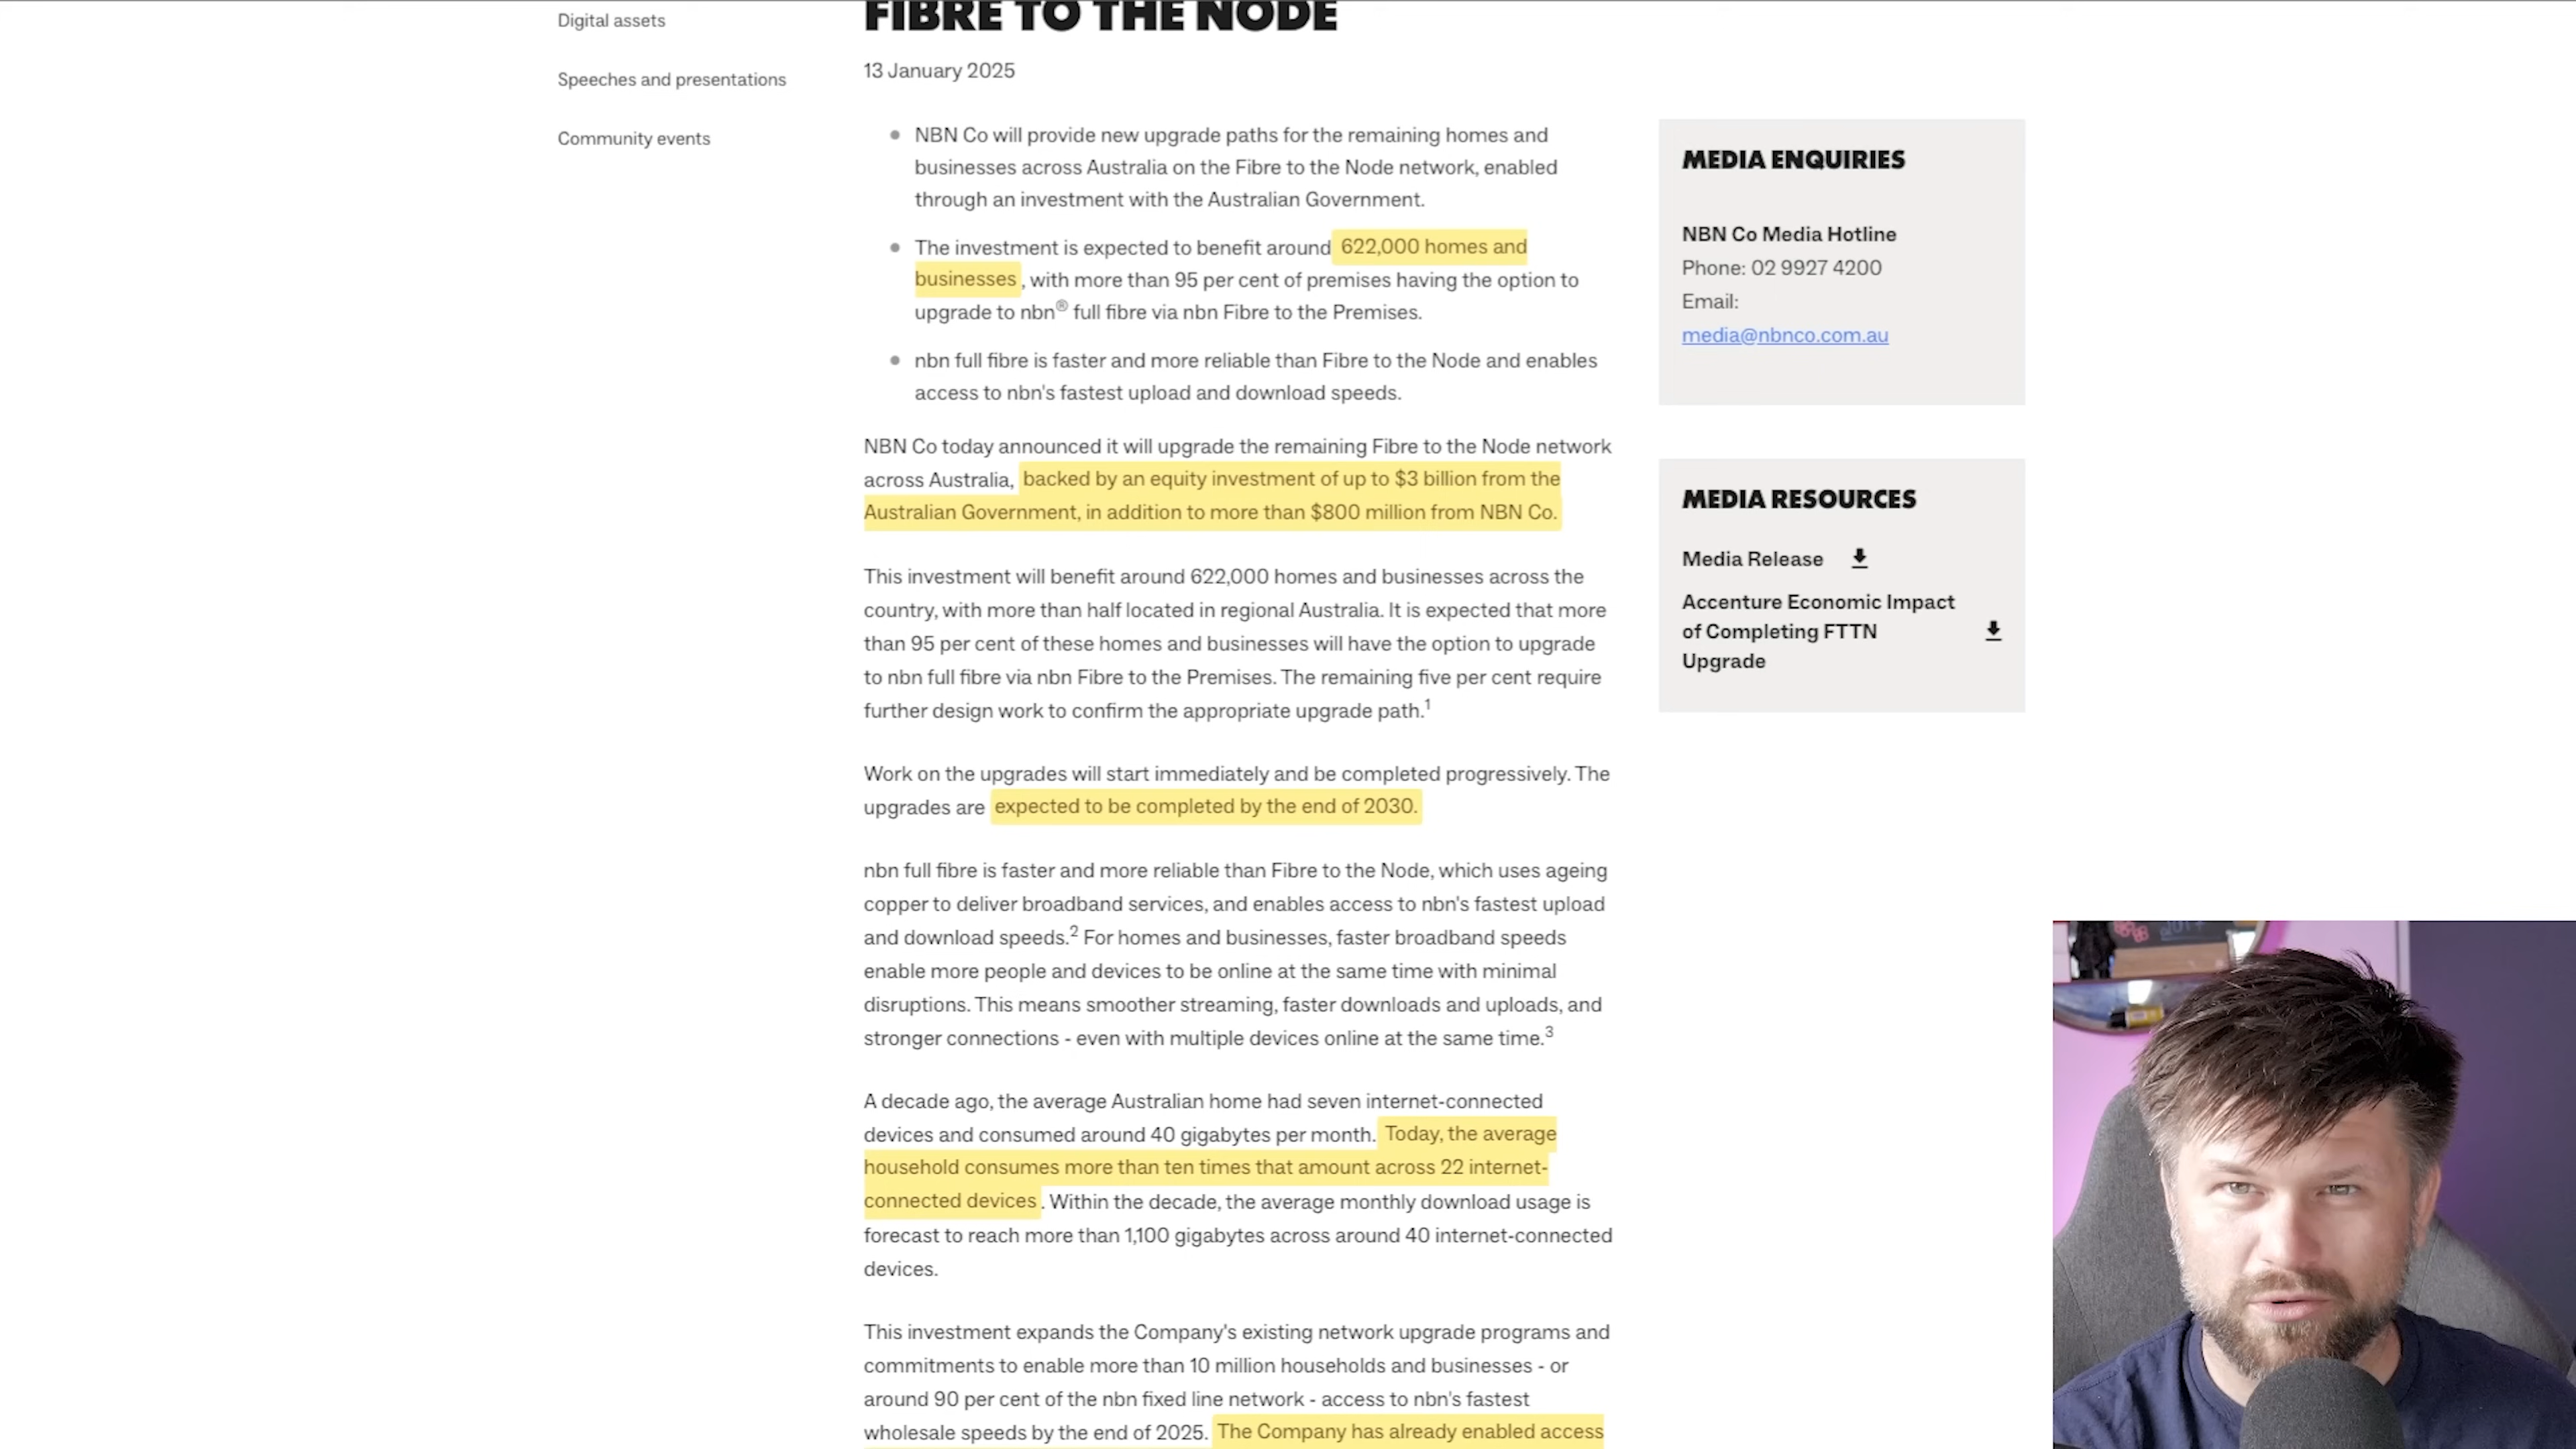 Digital assets
Speeches and presentations
Community events
FIBRE TO THE NODE
13 January 2025
NBN Co will provide new upgrade paths for the remaining homes and
businesses across Australia on the Fibre to the Node network, enabled
through an investment with the Australian Government.
The investment is expected to benefit around 622,000 homes and
businesses, with more than 95 per cent of premises having the option to
upgrade to nbn® full fibre via nbn Fibre to the Premises.
nbn full fibre is faster and more reliable than Fibre to the Node and enables
access to nbn's fastest upload and download speeds.
NBN Co today announced it will upgrade the remaining Fibre to the Node network
across Australia, backed by an equity investment of up to $3 billion from the
Australian Government, in addition to more than $800 million from NBN Co.
This investment will benefit around 622,000 homes and businesses across the
country, with more than half located in regional Australia. It is expected that more
than 95 per cent of these homes and businesses will have the option to upgrade
to nbn full fibre via nbn Fibre to the Premises. The remaining five per cent require
further design work to confirm the appropriate upgrade path.1
Work on the upgrades will start immediately and be completed progressively. The
upgrades are expected to be completed by the end of 2030.
nbn full fibre is faster and more reliable than Fibre to the Node, which uses ageing
copper to deliver broadband services, and enables access to nbn's fastest upload
and download speeds.2 For homes and businesses, faster broadband speeds
enable more people and devices to be online at the same time with minimal
disruptions. This means smoother streaming, faster downloads and uploads, and
stronger connections - even with multiple devices online at the same time.3
A decade ago, the average Australian home had seven internet-connected
devices and consumed around 40 gigabytes per month. Today, the average
household consumes more than ten times that amount across 22 internet-
connected devices. Within the decade, the average monthly download usage is
forecast to reach more than 1,100 gigabytes across around 40 internet-connected
devices.
This investment expands the Company's existing network upgrade programs and
commitments to enable more than 10 million households and businesses - or
around 90 per cent of the nbn fixed line network - access to nbn's fastest
wholesale speeds by the end of 2025. The Company has already enabled access
MEDIA ENQUIRIES
NBN Co Media Hotline
Phone: 02 9927 4200
Email:
media@nbnco.com.au
MEDIA RESOURCES
Media Release
Accenture Economic Impact
of Completing FTTN
Upgrade